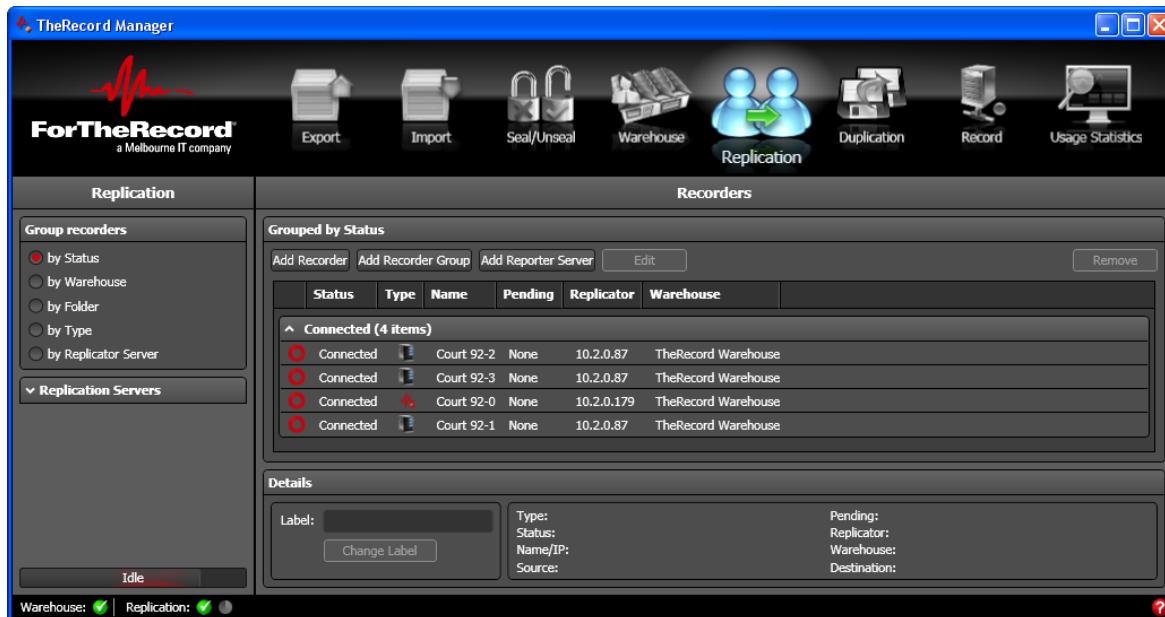 TheRecord Manager
ForTheRecord
a Melbourne IT company
Export
Import
Seal/Unseal
Warehouse
Replication
Duplication
Record
Usage Statistics
Replication
Recorders
Group recorders
by Status
by Warehouse
by Folder
by Type
by Replicator Server
Replication Servers
Idle
Grouped by Status
Add Recorder Add Recorder Group Add Reporter Server Edit Remove
Status Type Name Pending Replicator Warehouse
Connected (4 items)
Connected Court 92-2 None 10.2.0.87 TheRecord Warehouse
Connected Court 92-3 None 10.2.0.87 TheRecord Warehouse
Connected Court 92-0 None 10.2.0.179 TheRecord Warehouse
Connected Court 92-1 None 10.2.0.87 TheRecord Warehouse
Details
Label:
Change Label
Type:
Status:
Name/IP:
Source:
Pending:
Replicator:
Warehouse:
Destination:
Warehouse: Replication: ?